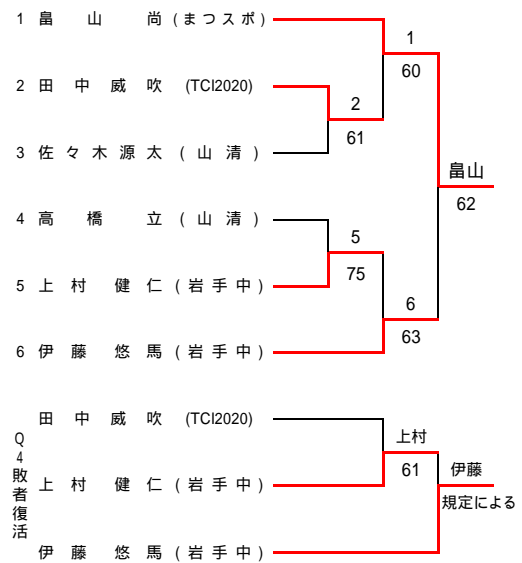 1 畠山 尚 (まつスポ)
1
60
2 田中威吹 (TCI2020)
2
61
3 佐々木源太 (山清)
畠山
62
4 高橋 立 (山清)
5
75
5 上村 健仁 (岩手中)
6
63
6 伊藤 悠馬 (岩手中)
Q4敗者復活
田中威吹 (TCI2020)
上村
61
上村 健仁 (岩手中)
伊藤
規定による
伊藤 悠馬 (岩手中)